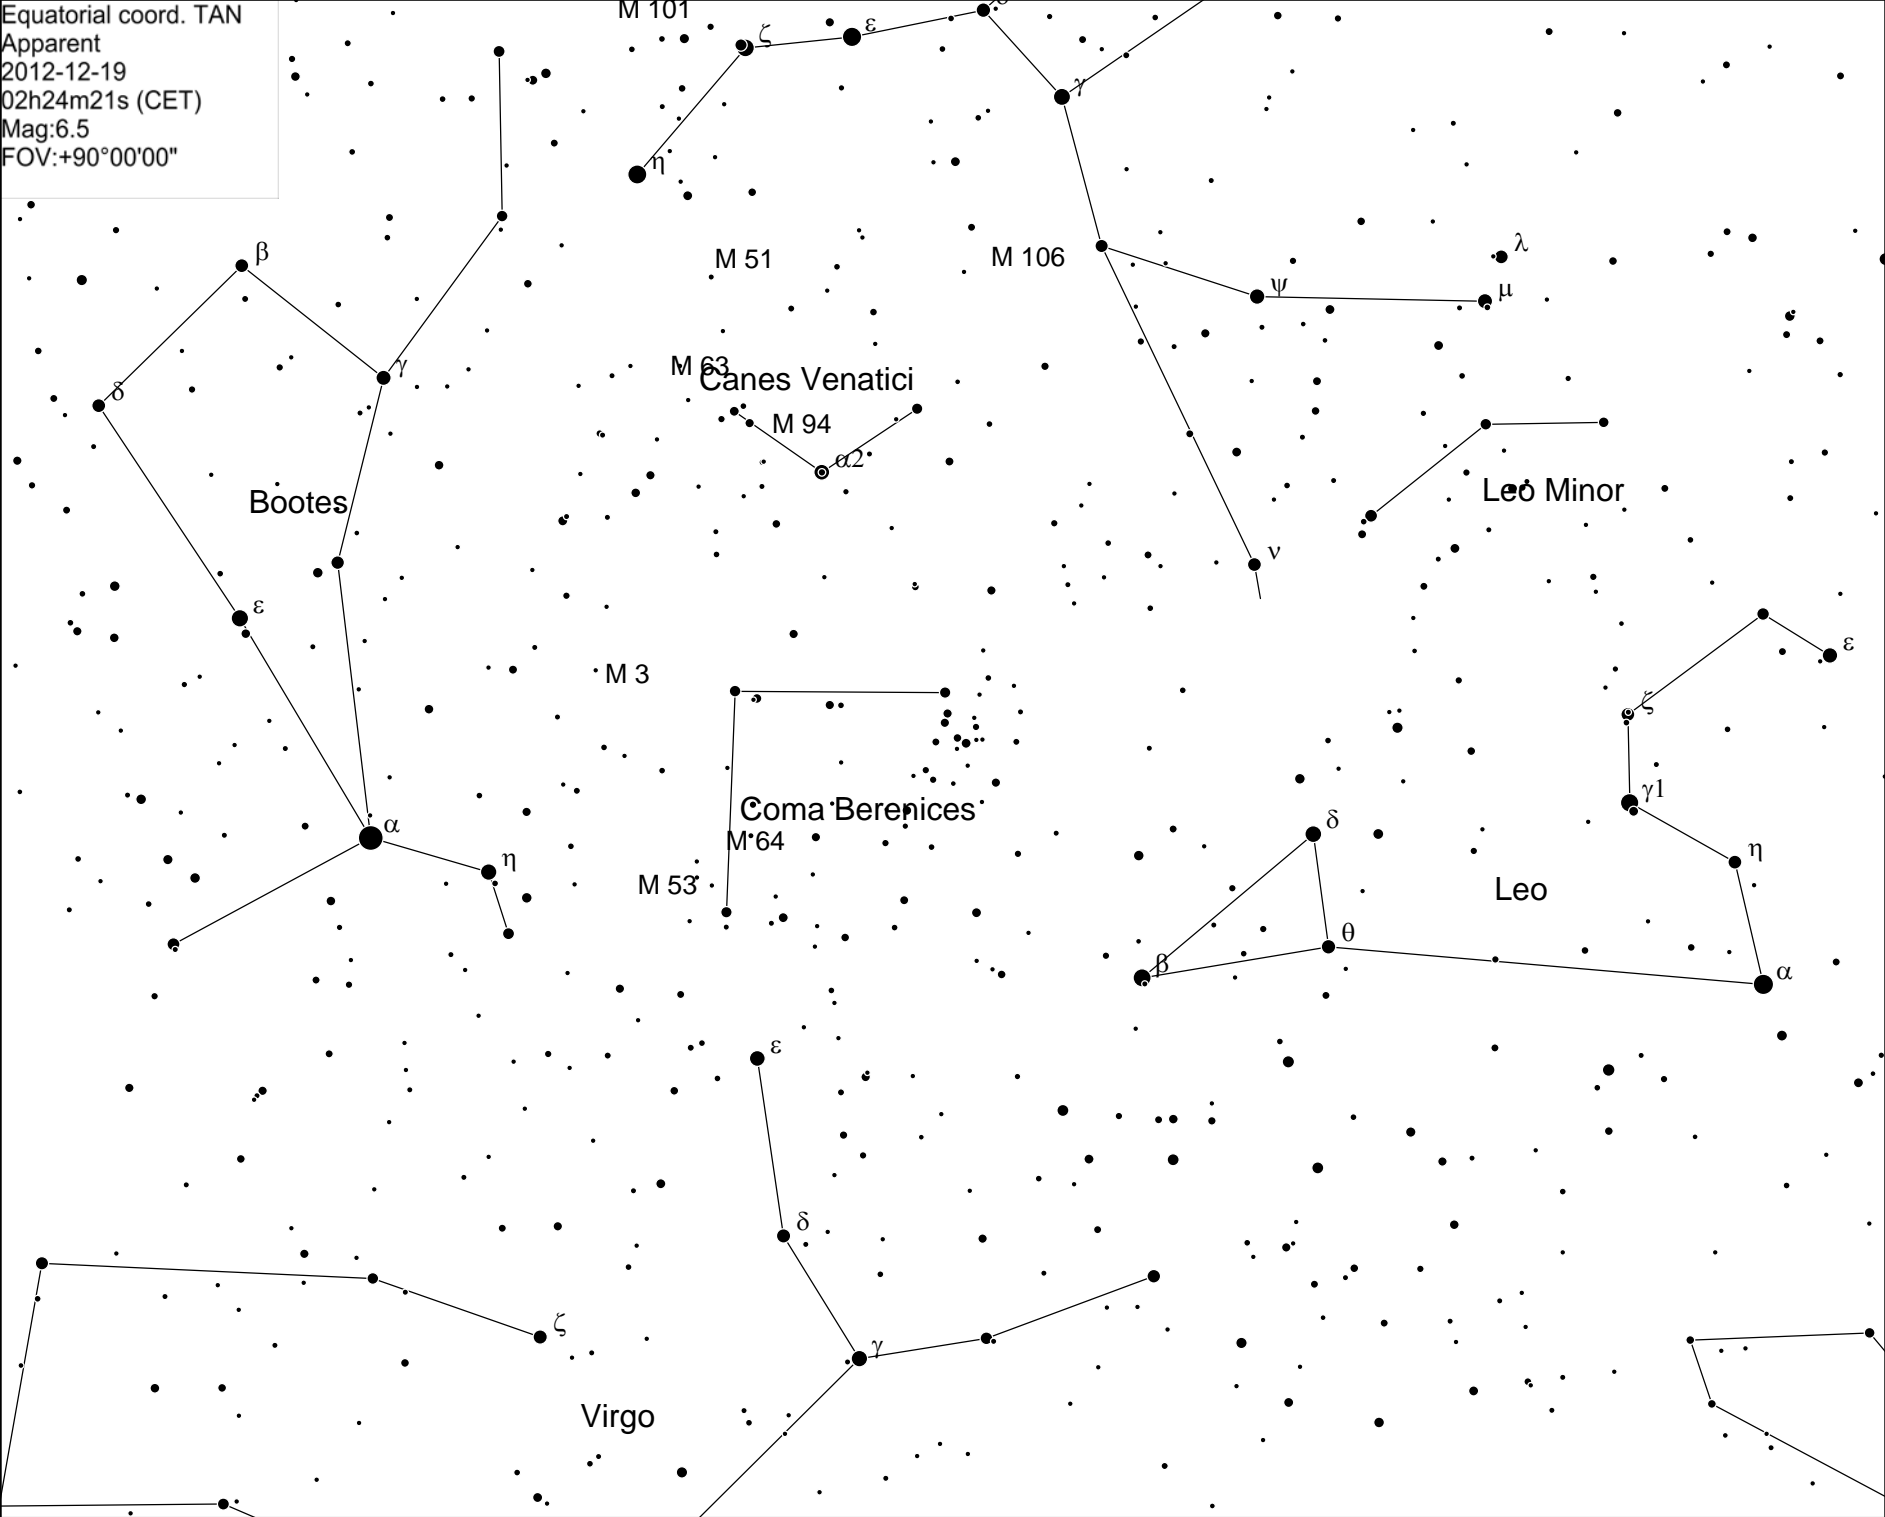 Equatorial coord. TAN
Apparent
2012-12-19
02h24m21s (CET)
Mag:6.5
FOV:+90°00'00"
M 101
ζ
ε
γ
η
β
M 51
M 106
λ
ψ
μ
δ
γ
M 63
Canes Venatici
M 94
α2
Bootes
Leo Minor
ν
ε
ε
M 3
ζ
γ1
Coma Berenices
α
δ
M 64
η
η
M 53
Leo
θ
β
α
ε
δ
ζ
γ
Virgo